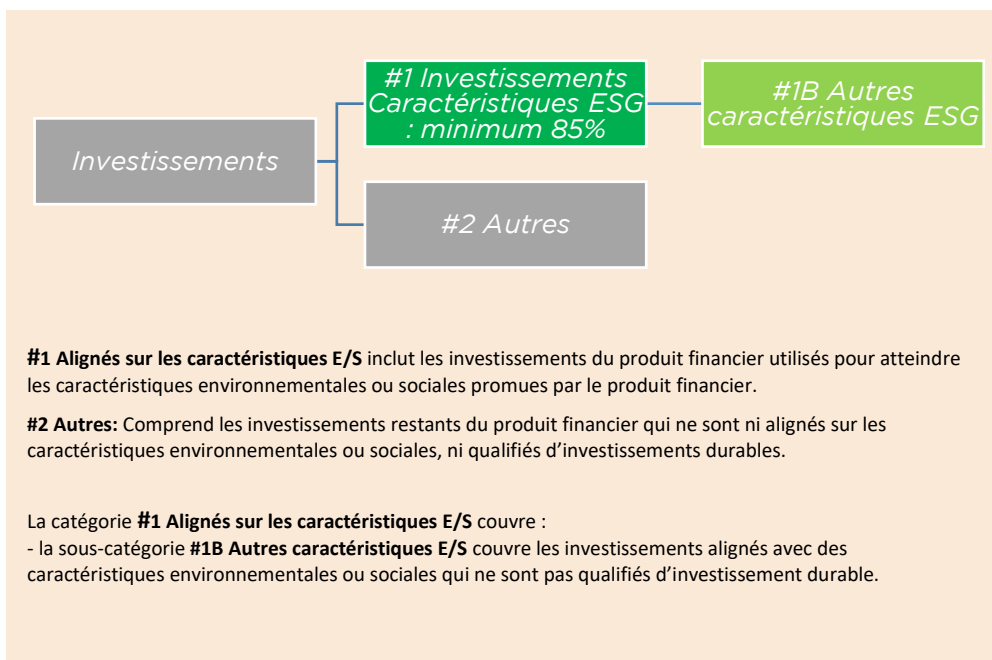 #1 Investissements
Caractéristiques ESG
: minimum 85%
#1B Autres
caractéristiques ESG
Investissements
#2 Autres
#1 Alignés sur les caractéristiques E/S inclut les investissements du produit financier utilisés pour atteindre
les caractéristiques environnementales ou sociales promues par le produit financier.
#2 Autres: Comprend les investissements restants du produit financier qui ne sont ni alignés sur les
caractéristiques environnementales ou sociales, ni qualifiés d’investissements durables.
La catégorie #1 Alignés sur les caractéristiques E/S couvre :
- la sous-catégorie #1B Autres caractéristiques E/S couvre les investissements alignés avec des
caractéristiques environnementales ou sociales qui ne sont pas qualifiés d’investissement durable.